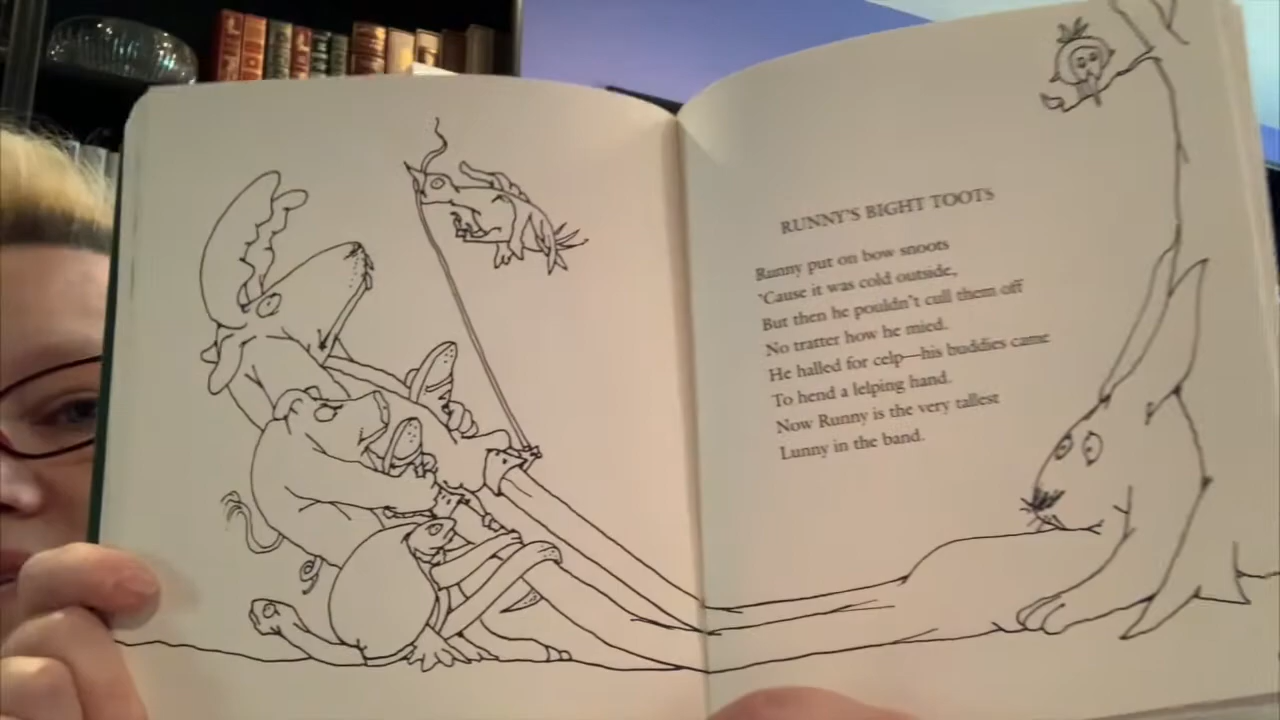 RUNNY'S BIGHT TOOTS
Runny put on bow snoots
'Cause it was cold outside,
But then he pouldn't cull them off
No tratter how he mied.
He halled for celp—his buddies came
To hend a lelping hand.
Now Runny is the very tallest
Lunny in the band.